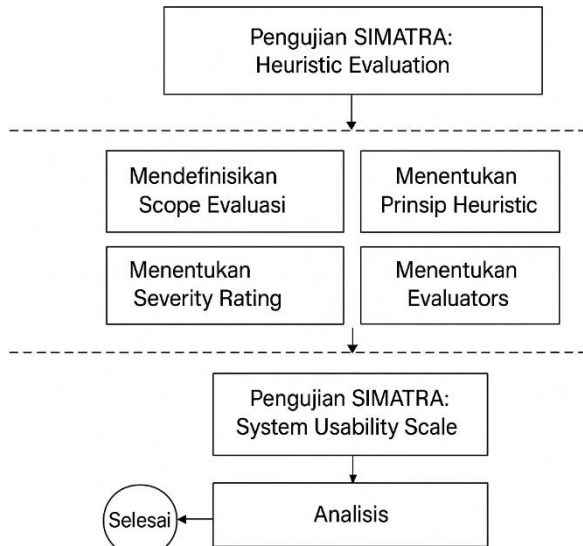 Pengujian SIMATRA:
Heuristic Evaluation
Mendefinisikan
Scope Evaluasi
Menentukan
Prinsip Heuristic
Menentukan
Severity Rating
Menentukan
Evaluators
Pengujian SIMATRA:
System Usability Scale
Analisis
Selesai